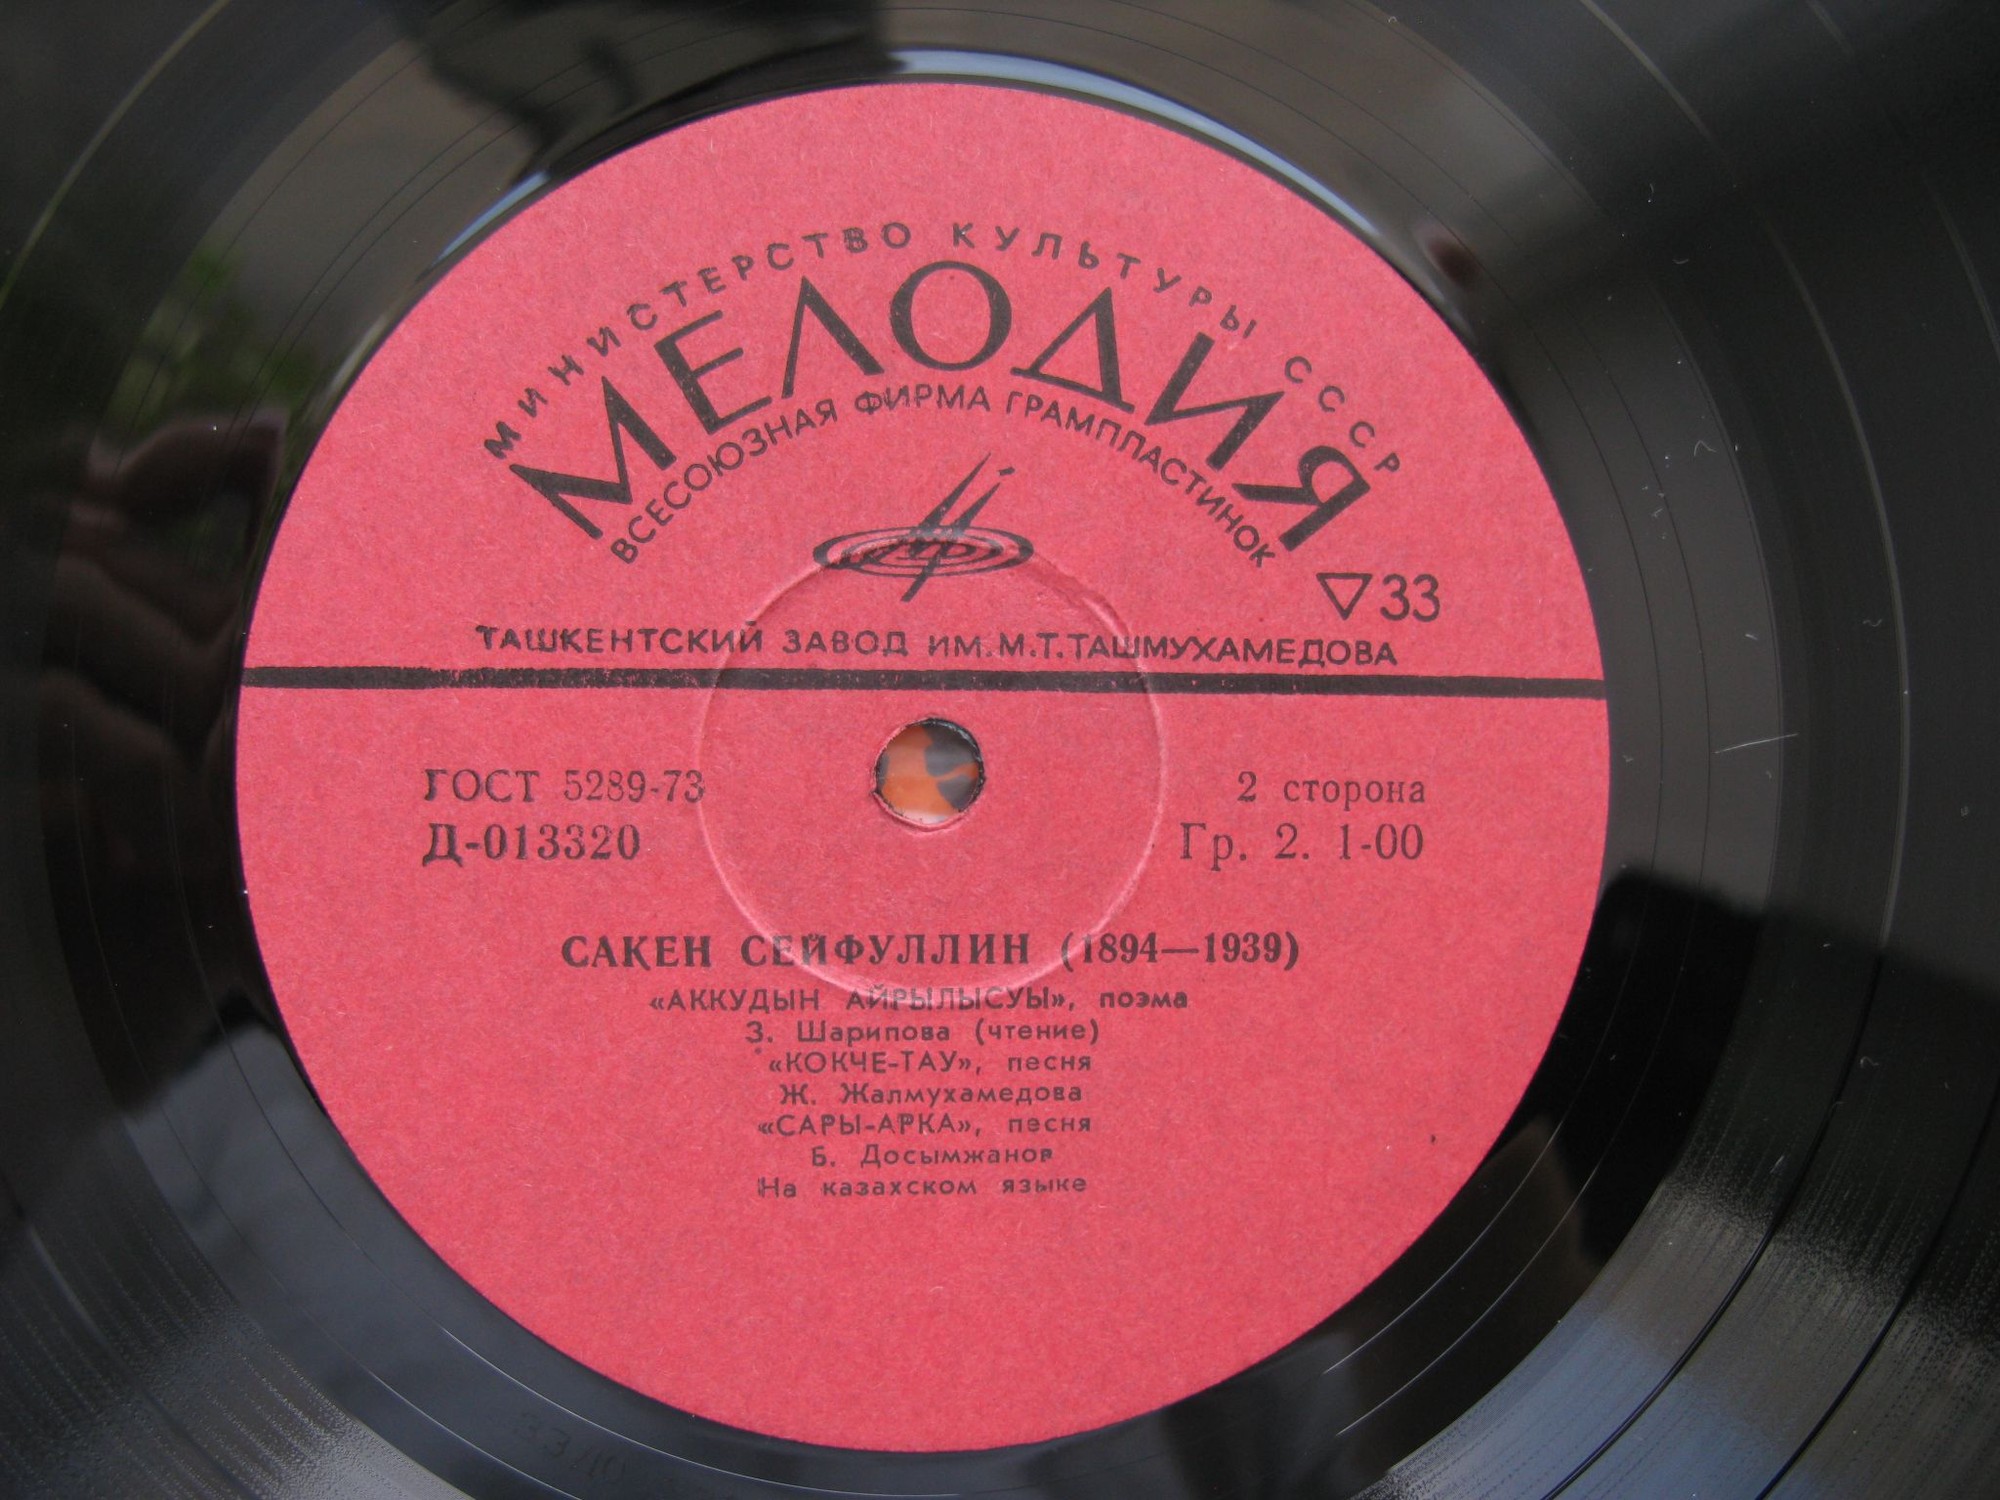 МИНИСТЕРСТВО КУЛЬТУРЫ СССР
МЕЛОДИЯ
ВСЕСОЮЗНАЯ ФИРМА ГРАМПЛАСТИНОК
▽33
ТАШКЕНТСКИЙ ЗАВОД ИМ.М.Т.ТАШМУХАМЕДОВА
ГОСТ 5289-73
2 сторона
Д-013320
Гр. 2. 1-00
САКЕН СЕЙФУЛЛИН (1894—1939)
«АККУДЫН АЙРЫЛЫСУЫ», поэма
З. Шарипова (чтение)
«КОКЧЕ-ТАУ», песня
Ж. Жалмухамедова
«САРЫ-АРКА», песня
Б. Досымжанов
На казахском языке